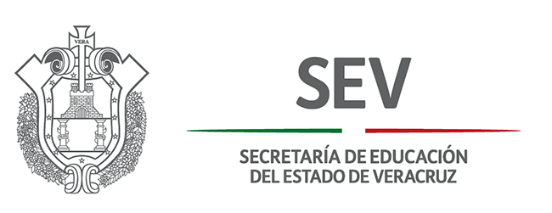 VERA
SEV
SECRETARÍA DE EDUCACIÓN
DEL ESTADO DE VERACRUZ